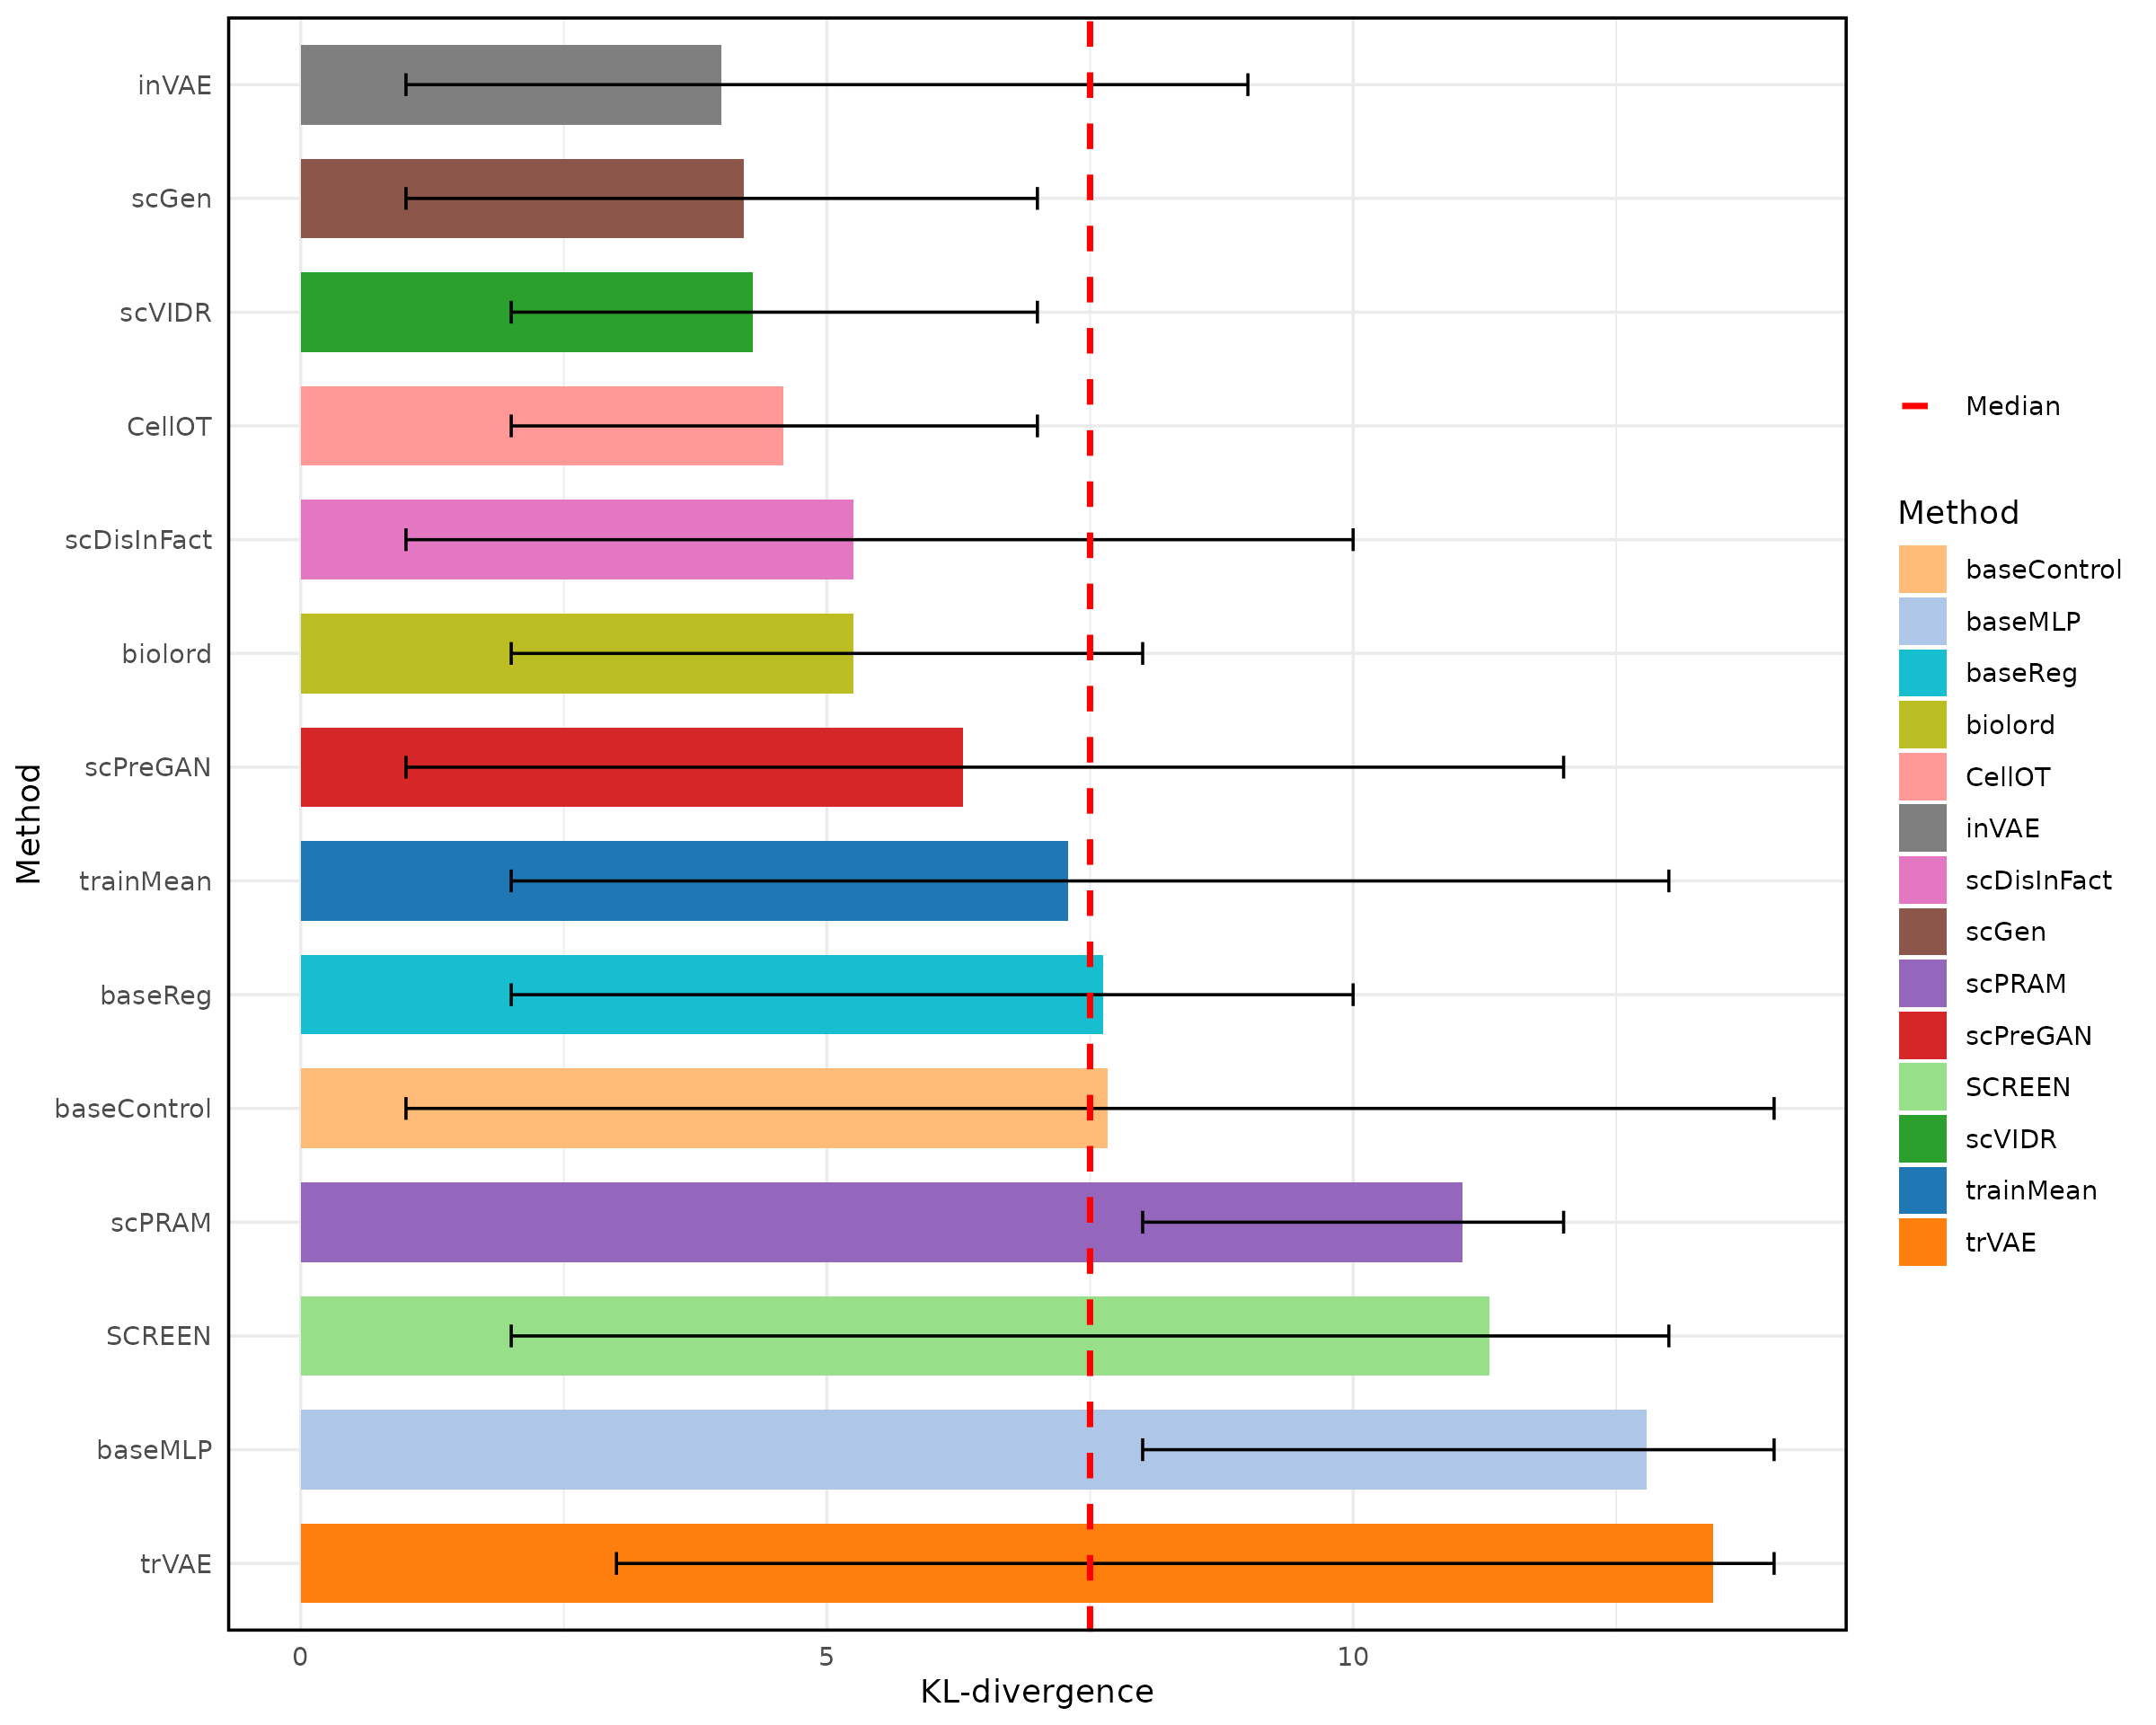 inVAE
scGen
scVIDR
CellOT
scDisInFact
biolord
scPreGAN
trainMean
baseReg
baseControl
scPRAM
SCREEN
baseMLP
trVAE
Method
0 5 10
KL-divergence
Median
Method
baseControl
baseMLP
baseReg
biolord
CellOT
inVAE
scDisInFact
scGen
scPRAM
scPreGAN
SCREEN
scVIDR
trainMean
trVAE